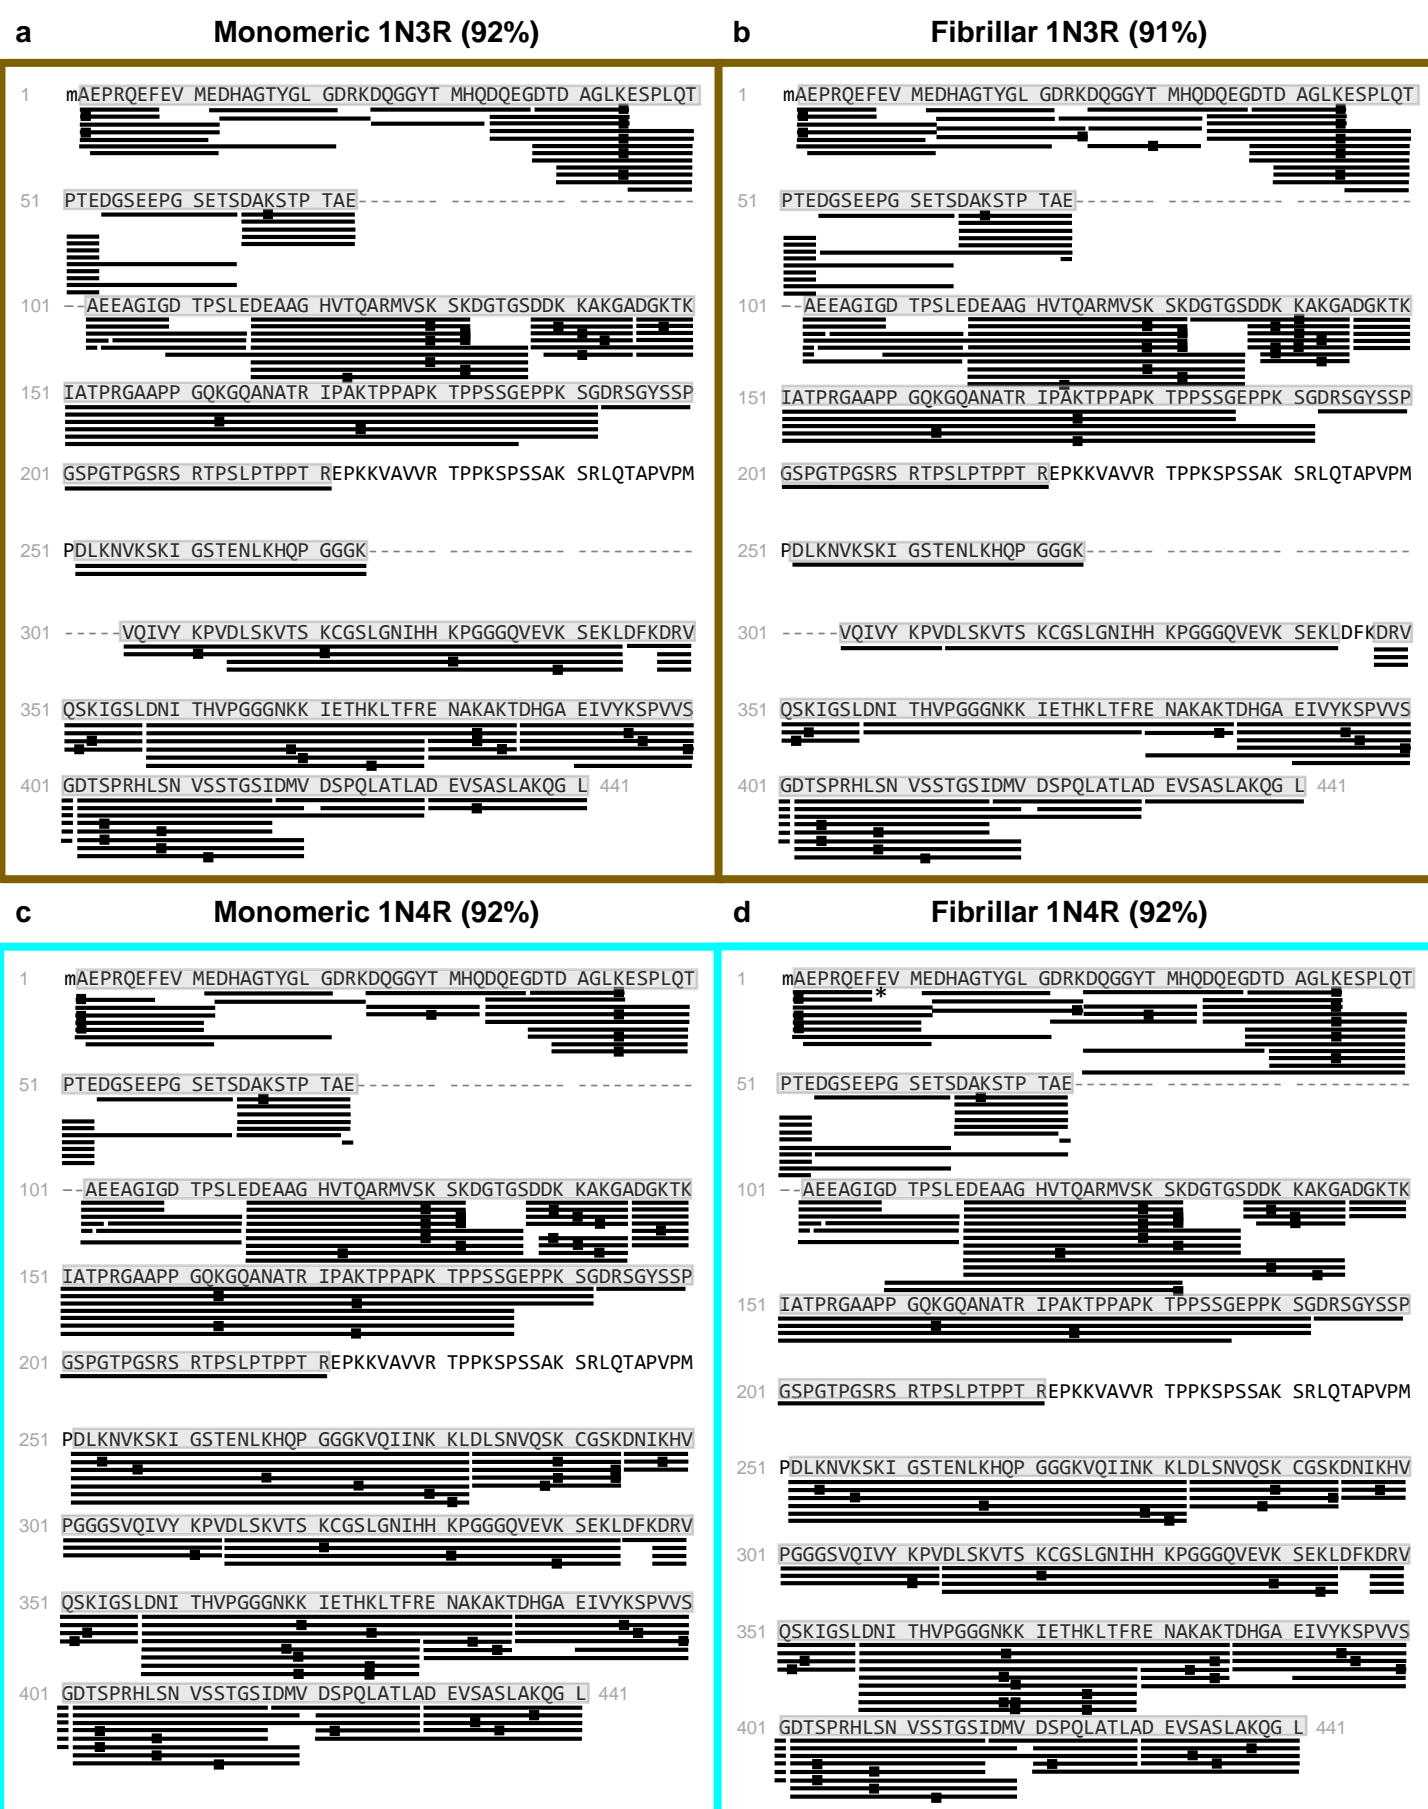 a Monomeric 1N3R (92%)
1 mAEPRQEFEV MEDHAGTYGL GDRKDQGGYT MHQDQEGDTD AGLKESPLQT
51 PTEDGSEEPG SETSDAKSTP TAE------- ---------- ----------
101 --AEEAGIGD TPSLEDEAAG HVTQARMVSK SKDGTGSDDK KAKGADGKTK
151 IATPRGAAPP GQKGQANATR IPAKTPPAPK TPPSSGEPPK SGDRSGYSSP
201 GSPGTPGSRS RTPSLPTPPT REPKKVAVVR TPPKSPSSAK SRLQTAPVPM
251 PDLKNVKSKI GSTENLKHQP GGGK------ ---------- ----------
301 -----VQIVY KPVDLSKVTS KCGSLGNIHH KPGGGQVEVK SEKLDFKDRV
351 QSKIGSLDNI THVPGGGNKK IETHKLTFRE NAKAKTDHGA EIVYKSPVVS
401 GDTSPRHLSN VSSTGSIDMV DSPQLATLAD EVSASLAKQG L 441
b Fibrillar 1N3R (91%)
1 mAEPRQEFEV MEDHAGTYGL GDRKDQGGYT MHQDQEGDTD AGLKESPLQT
51 PTEDGSEEPG SETSDAKSTP TAE------- ---------- ----------
101 --AEEAGIGD TPSLEDEAAG HVTQARMVSK SKDGTGSDDK KAKGADGKTK
151 IATPRGAAPP GQKGQANATR IPAKTPPAPK TPPSSGEPPK SGDRSGYSSP
201 GSPGTPGSRS RTPSLPTPPT REPKKVAVVR TPPKSPSSAK SRLQTAPVPM
251 PDLKNVKSKI GSTENLKHQP GGGK------ ---------- ----------
301 -----VQIVY KPVDLSKVTS KCGSLGNIHH KPGGGQVEVK SEKLDFKDRV
351 QSKIGSLDNI THVPGGGNKK IETHKLTFRE NAKAKTDHGA EIVYKSPVVS
401 GDTSPRHLSN VSSTGSIDMV DSPQLATLAD EVSASLAKQG L 441
c Monomeric 1N4R (92%)
1 mAEPRQEFEV MEDHAGTYGL GDRKDQGGYT MHQDQEGDTD AGLKESPLQT
51 PTEDGSEEPG SETSDAKSTP TAE------- ---------- ----------
101 --AEEAGIGD TPSLEDEAAG HVTQARMVSK SKDGTGSDDK KAKGADGKTK
151 IATPRGAAPP GQKGQANATR IPAKTPPAPK TPPSSGEPPK SGDRSGYSSP
201 GSPGTPGSRS RTPSLPTPPT REPKKVAVVR TPPKSPSSAK SRLQTAPVPM
251 PDLKNVKSKI GSTENLKHQP GGGKVQIINK KLDLSNVQSK CGSKDNIKHV
301 PGGGSVQIVY KPVDLSKVTS KCGSLGNIHH KPGGGQVEVK SEKLDFKDRV
351 QSKIGSLDNI THVPGGGNKK IETHKLTFRE NAKAKTDHGA EIVYKSPVVS
401 GDTSPRHLSN VSSTGSIDMV DSPQLATLAD EVSASLAKQG L 441
d Fibrillar 1N4R (92%)
1 mAEPRQEFEV MEDHAGTYGL GDRKDQGGYT MHQDQEGDTD AGLKESPLQT
*
51 PTEDGSEEPG SETSDAKSTP TAE------- ---------- ----------
101 --AEEAGIGD TPSLEDEAAG HVTQARMVSK SKDGTGSDDK KAKGADGKTK
151 IATPRGAAPP GQKGQANATR IPAKTPPAPK TPPSSGEPPK SGDRSGYSSP
201 GSPGTPGSRS RTPSLPTPPT REPKKVAVVR TPPKSPSSAK SRLQTAPVPM
251 PDLKNVKSKI GSTENLKHQP GGGKVQIINK KLDLSNVQSK CGSKDNIKHV
301 PGGGSVQIVY KPVDLSKVTS KCGSLGNIHH KPGGGQVEVK SEKLDFKDRV
351 QSKIGSLDNI THVPGGGNKK IETHKLTFRE NAKAKTDHGA EIVYKSPVVS
401 GDTSPRHLSN VSSTGSIDMV DSPQLATLAD EVSASLAKQG L 441